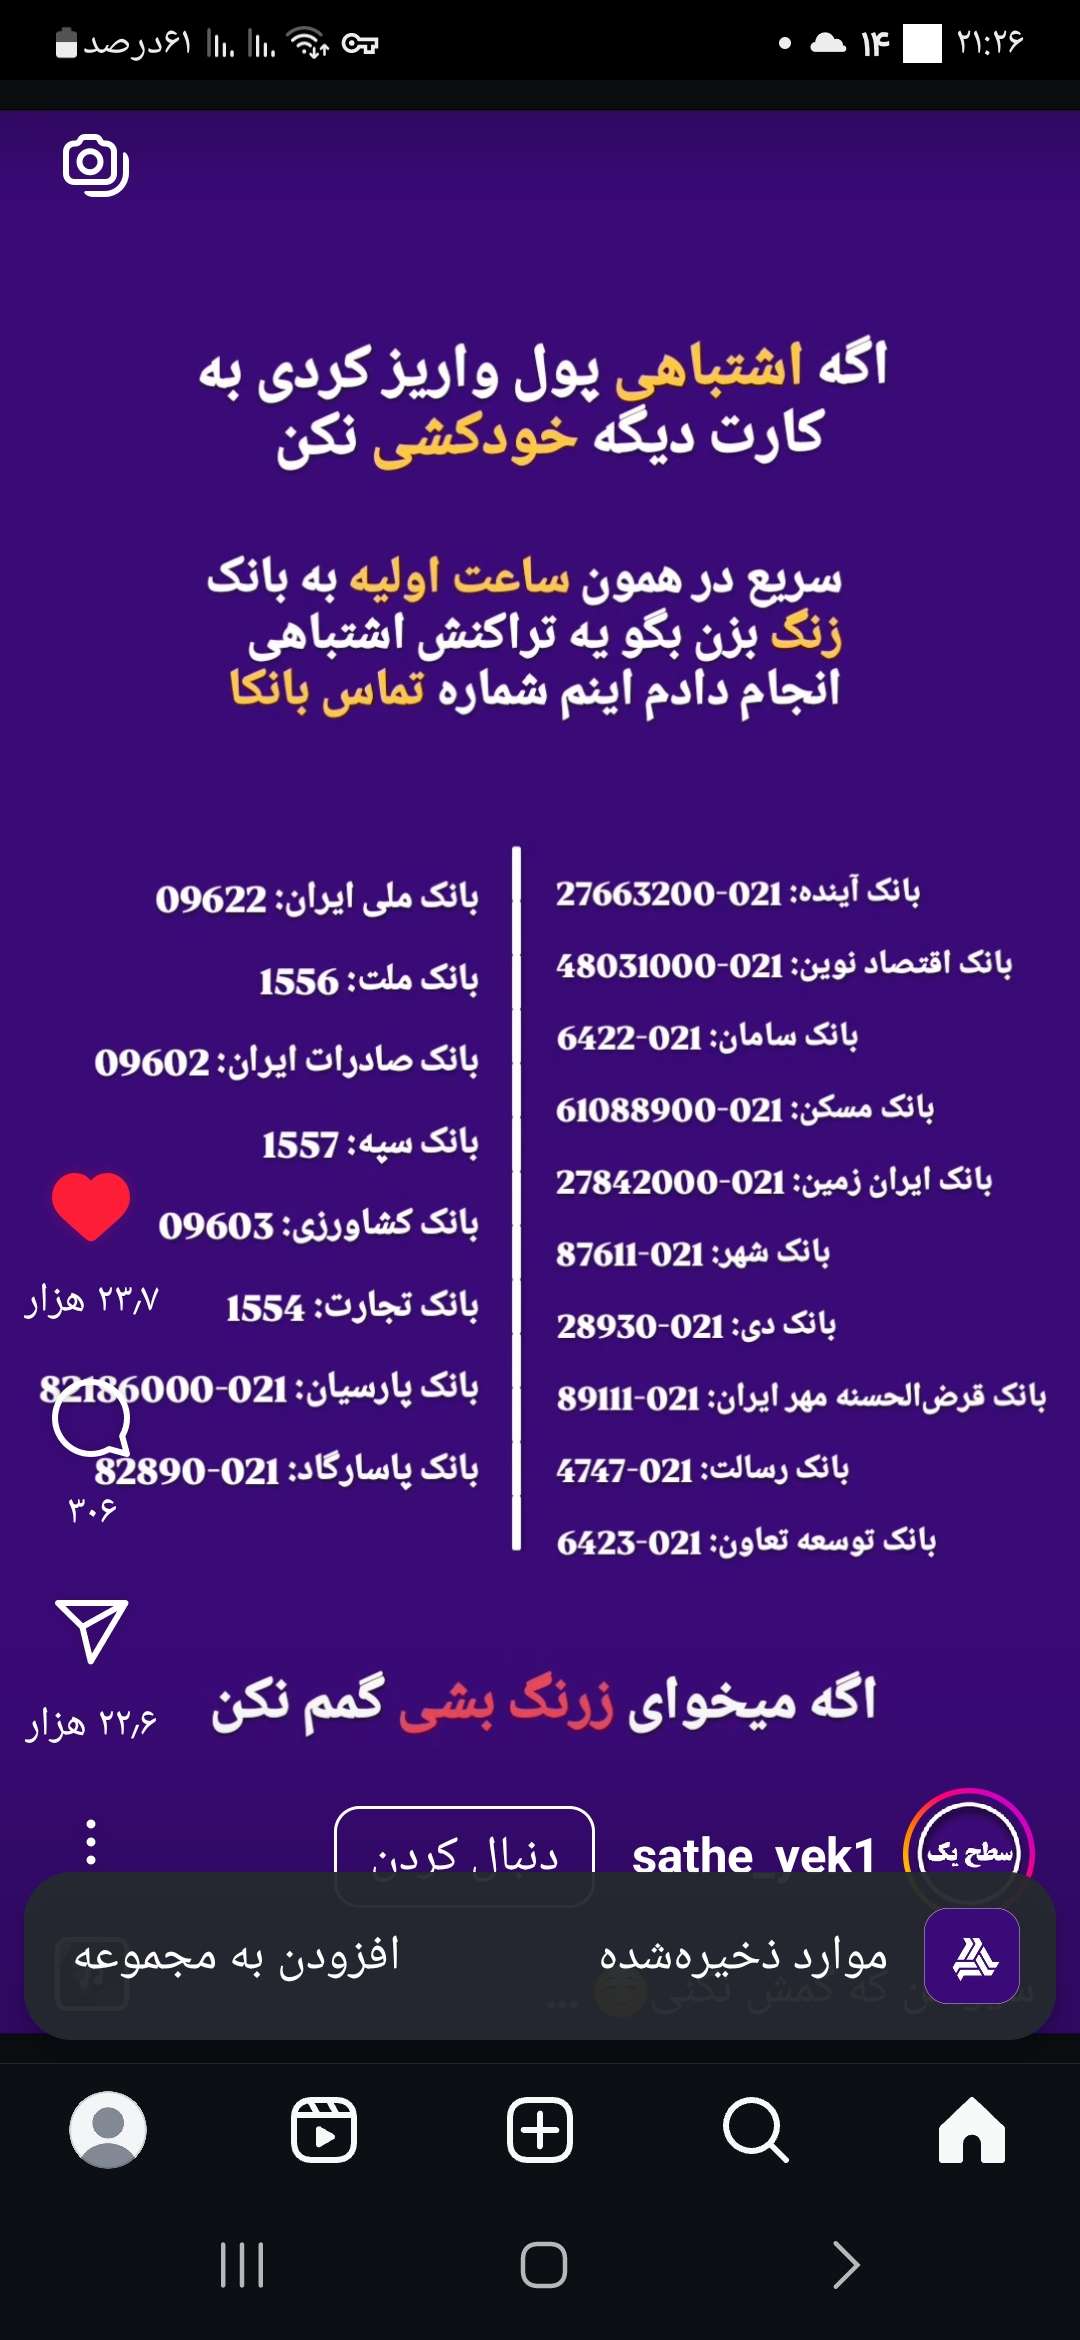 ۲۱:۲۶ ۱۴
۶۱درصد
اگه اشتباهی پول واریز کردی به
کارت دیگه خودکشی نکن
سریع در همون ساعت اولیه به بانک
زنگ بزن بگو یه تراکنش اشتباهی
انجام دادم اینم شماره تماس بانکا
بانک آینده: 021-27663200
بانک اقتصاد نوین: 021-48031000
بانک سامان: 021-6422
بانک مسکن: 021-61088900
بانک ایران زمین: 021-27842000
بانک شهر: 021-87611
بانک دی: 021-28930
بانک قرض‌الحسنه مهر ایران: 021-89111
بانک رسالت: 021-4747
بانک توسعه تعاون: 021-6423
بانک ملی ایران: 09622
بانک ملت: 1556
بانک صادرات ایران: 09602
بانک سپه: 1557
بانک کشاورزی: 09603
بانک تجارت: 1554
بانک پارسیان: 021-82186000
بانک پاسارگاد: 021-82890
۲۳٫۷ هزار
۳۰۶
۲۲٫۶ هزار
اگه میخوای زرنگ بشی گمم نکن
سطح یک
sathe_yek1
دنبال کردن
که گمش نکنی ...
موارد ذخیره‌شده
افزودن به مجموعه